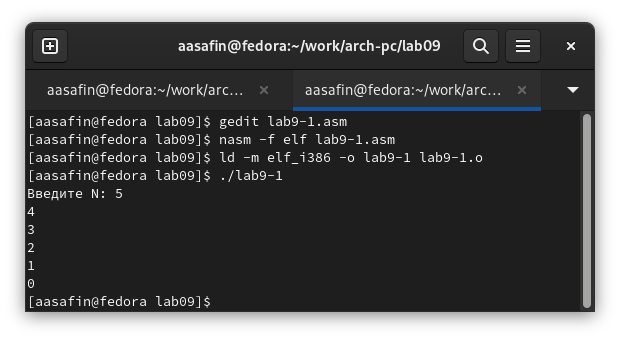 aasafin@fedora:~/work/arch-pc/lab09
aasafin@fedora:~/work/arc...
aasafin@fedora:~/work/arc...
[aasafin@fedora lab09]$ gedit lab9-1.asm
[aasafin@fedora lab09]$ nasm -f elf lab9-1.asm
[aasafin@fedora lab09]$ ld -m elf_i386 -o lab9-1 lab9-1.o
[aasafin@fedora lab09]$ ./lab9-1
Введите N: 5
4
3
2
1
0
[aasafin@fedora lab09]$